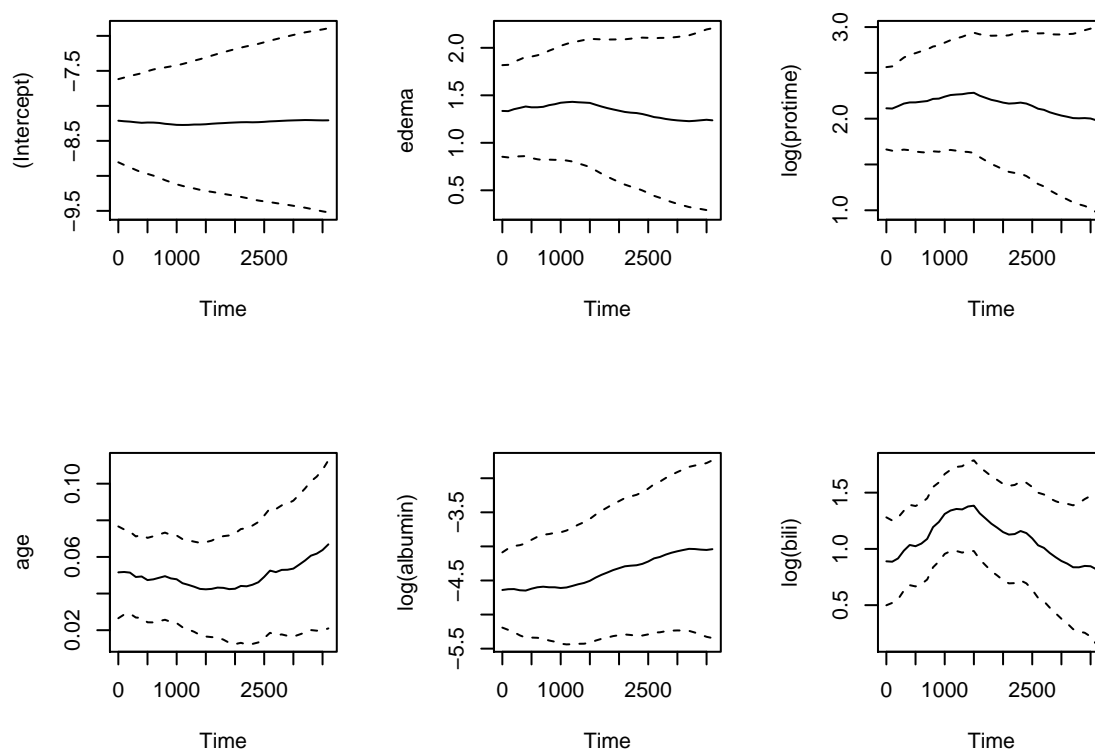 (Intercept)
-7.5
-8.5
-9.5
0 1000 2500
Time
edema
2.0
1.5
1.0
0.5
0 1000 2500
Time
log(protime)
3.0
2.0
1.0
0 1000 2500
Time
age
0.10
0.06
0.02
0 1000 2500
Time
log(albumin)
-3.5
-4.5
-5.5
0 1000 2500
Time
log(bili)
1.5
1.0
0.5
0 1000 2500
Time